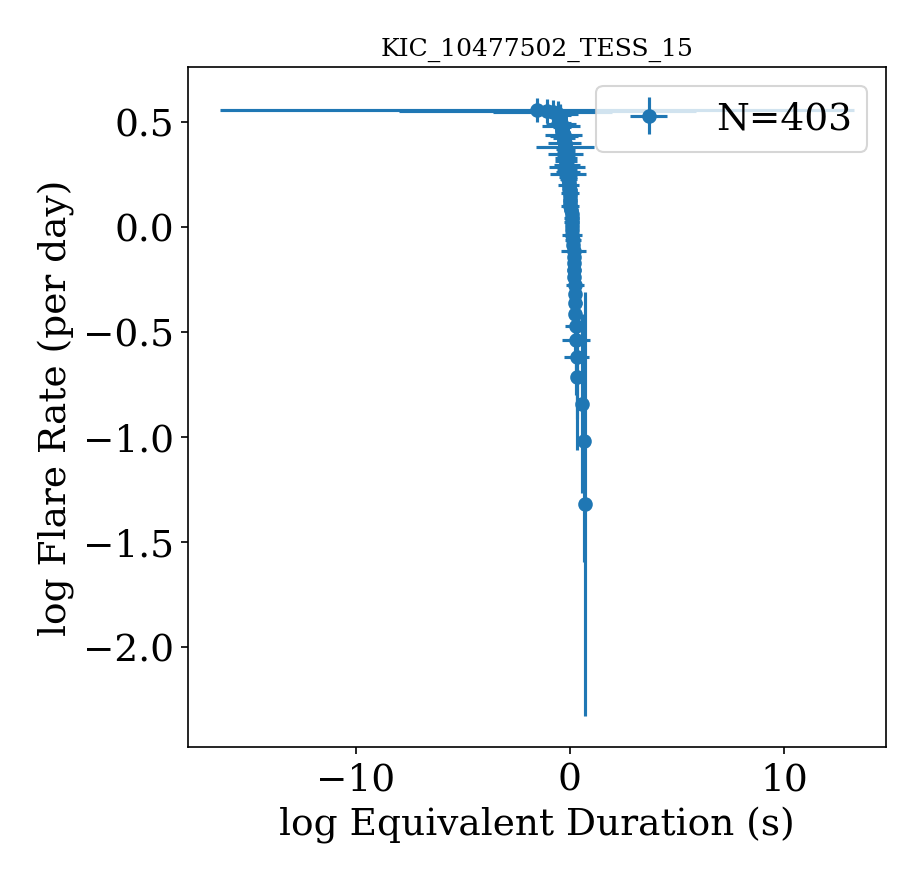 KIC_10477502_TESS_15
N=403
0.5
0.0
−0.5
−1.0
−1.5
−2.0
log Flare Rate (per day)
−10
0
10
log Equivalent Duration (s)